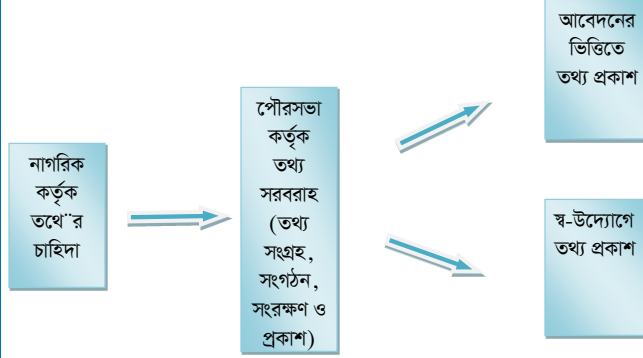 নাগরিক
কর্তৃক
তথে¨র
চাহিদা
পৌরসভা
কর্তৃক
তথ্য
সরবরাহ
(তথ্য
সংগ্রহ,
সংগঠন,
সংরক্ষণ ও
প্রকাশ)
আবেদনের
ভিত্তিতে
তথ্য প্রকাশ
স্ব-উদ্যোগে
তথ্য প্রকাশ